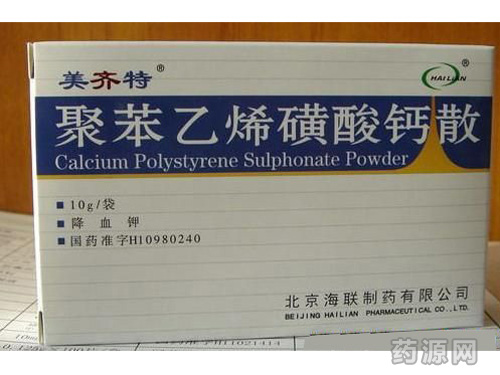 美齐特®
HAILIAN ®
聚苯乙烯磺酸钙散
Calcium Polystyrene Sulphonate Powder
10g/袋
降血钾
国药准字H10980240
北京海联制药有限公司
BEIJING HAILIAN PHARMACEUTICAL CO.,LTD.
药源网